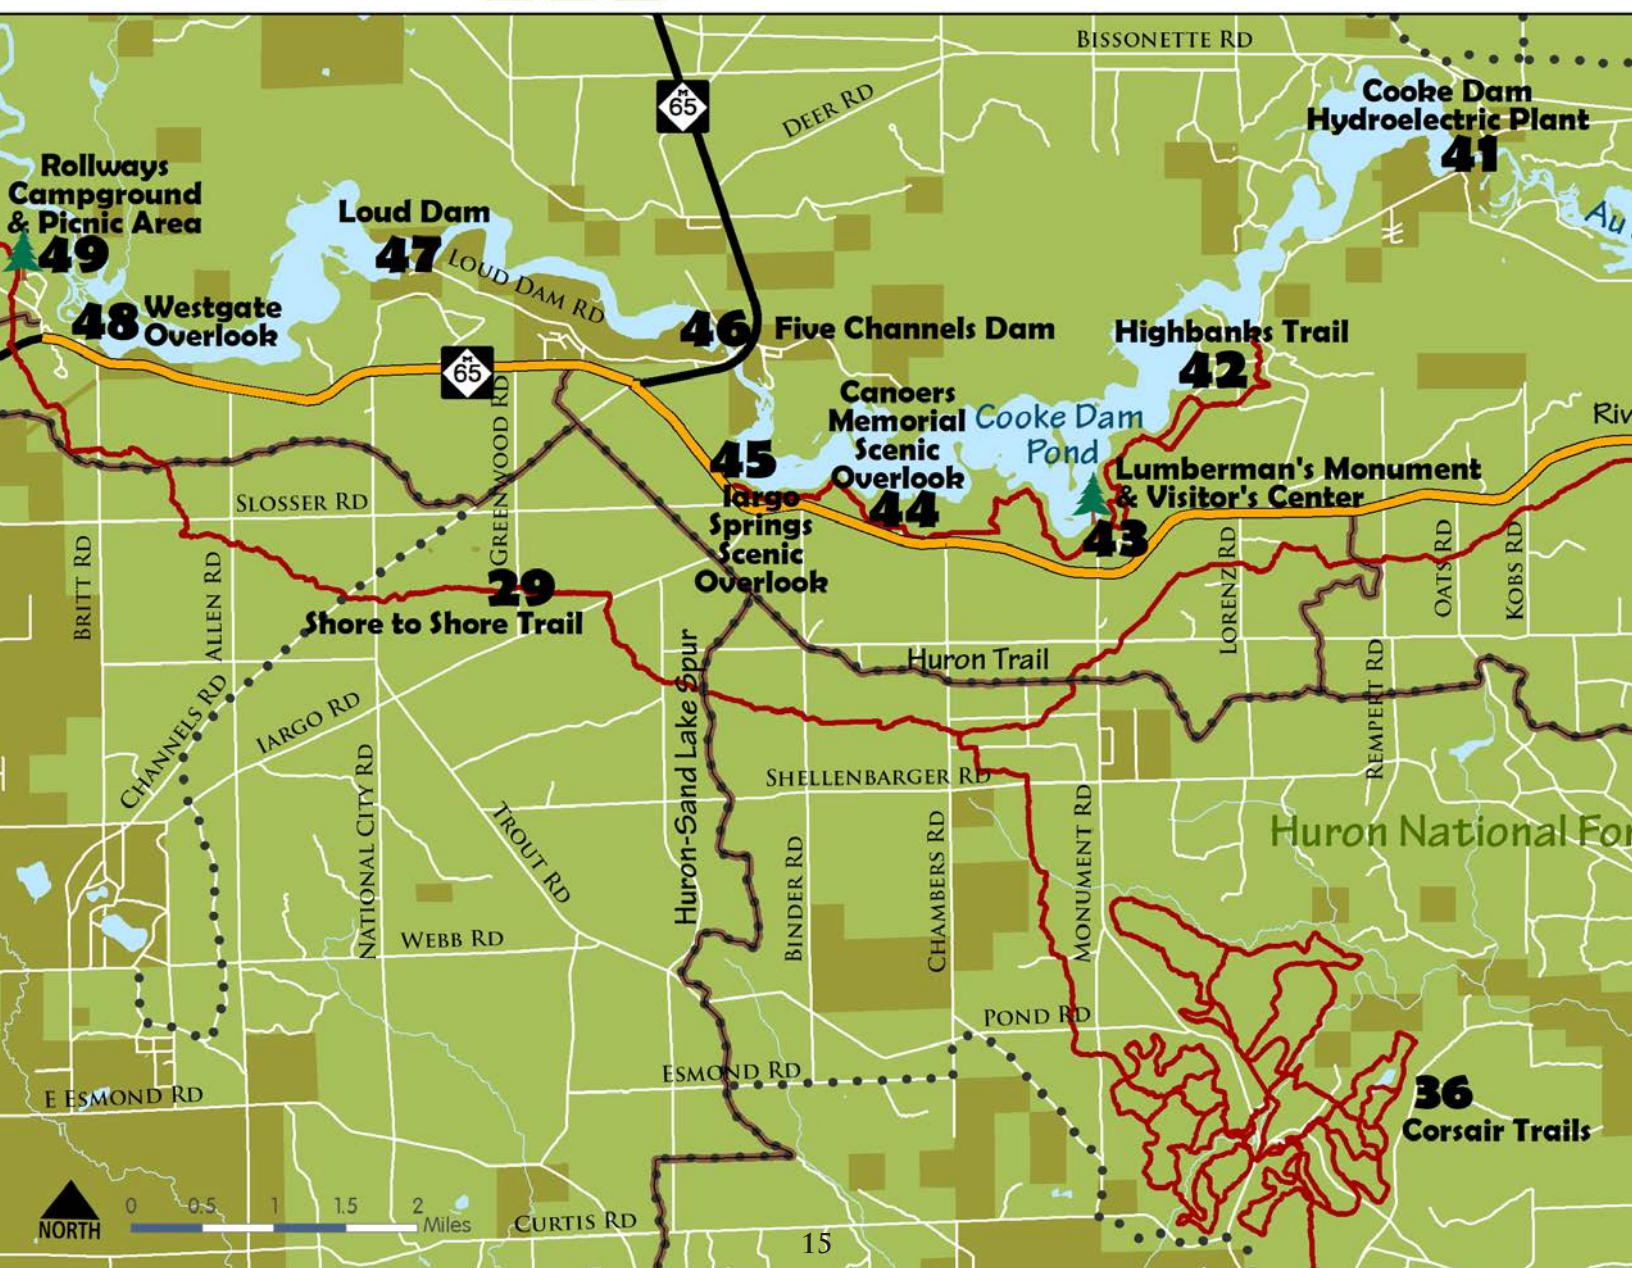 BISSONETTE RD
M
65
DEER RD
Cooke Dam
Hydroelectric Plant
41
Rollways
Campground
& Picnic Area
49
Loud Dam
47
LOUD DAM RD
Au
48
Westgate
Overlook
46
Five Channels Dam
Highbanks Trail
42
M
65
Canoers
Memorial
Scenic
Overlook
44
Cooke Dam
Pond
Riv
45
Iargo
Springs
Scenic
Overlook
Lumberman's Monument
& Visitor's Center
43
SLOSSER RD
GREENWOOD RD
BRITT RD
ALLEN RD
29
Shore to Shore Trail
LORENZ RD
OATS RD
KOBS RD
Huron Trail
CHANNELS RD
IARGO RD
Huron-Sand Lake Spur
REMPERT RD
SHELLENBARGER RD
NATIONAL CITY RD
TROUT RD
BINDER RD
CHAMBERS RD
MONUMENT RD
Huron National For
WEBB RD
POND RD
ESMOND RD
E ESMOND RD
36
Corsair Trails
NORTH
0 0.5 1 1.5 2
Miles
CURTIS RD
15